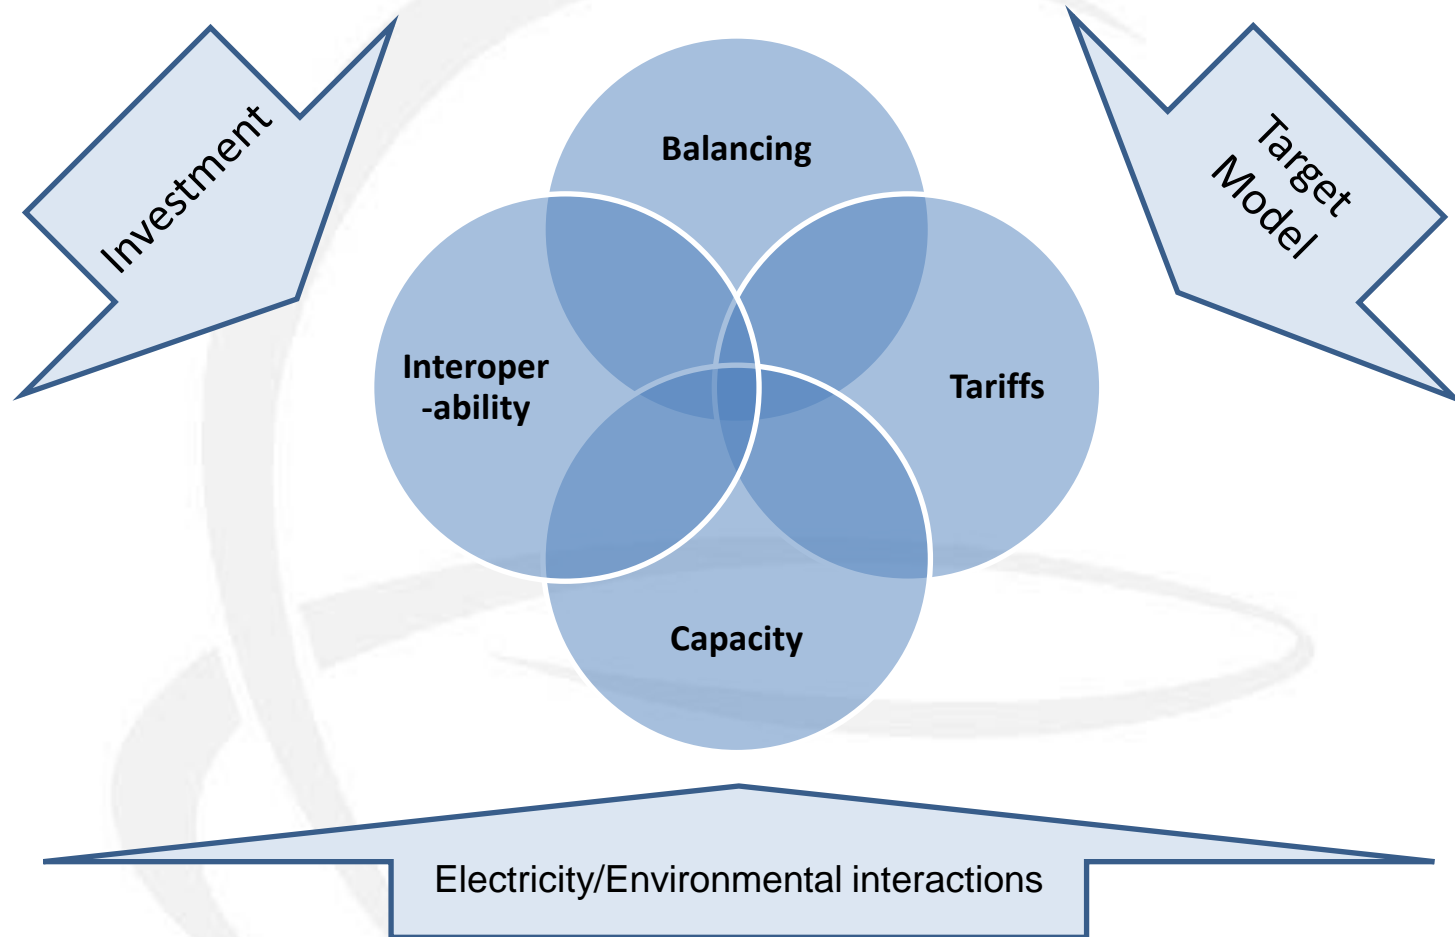 Investment
Balancing
Target
Model
Interoper
-ability
Tariffs
Capacity
Electricity/Environmental interactions